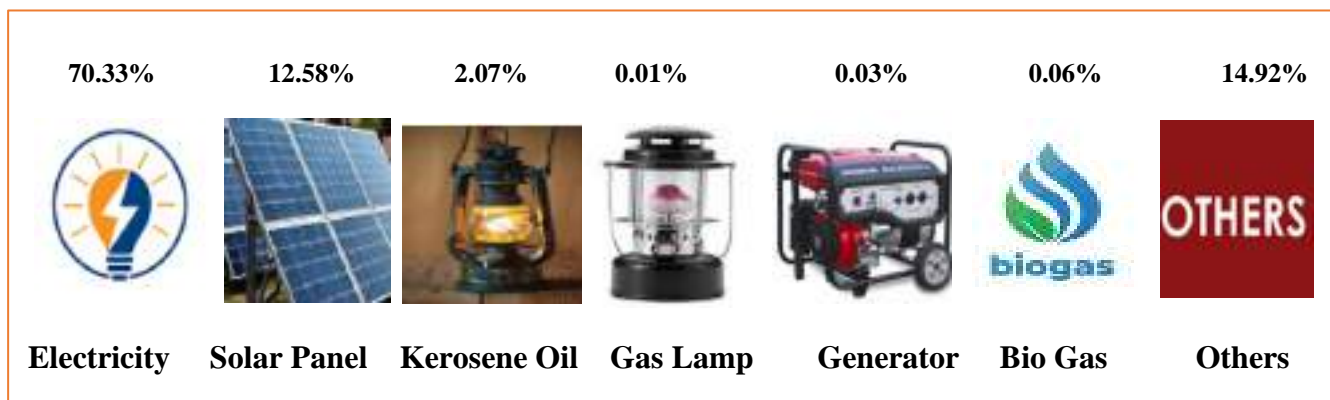 70.33% 12.58% 2.07% 0.01% 0.03% 0.06% 14.92%
OTHERS
biogas
Electricity Solar Panel Kerosene Oil Gas Lamp Generator Bio Gas Others